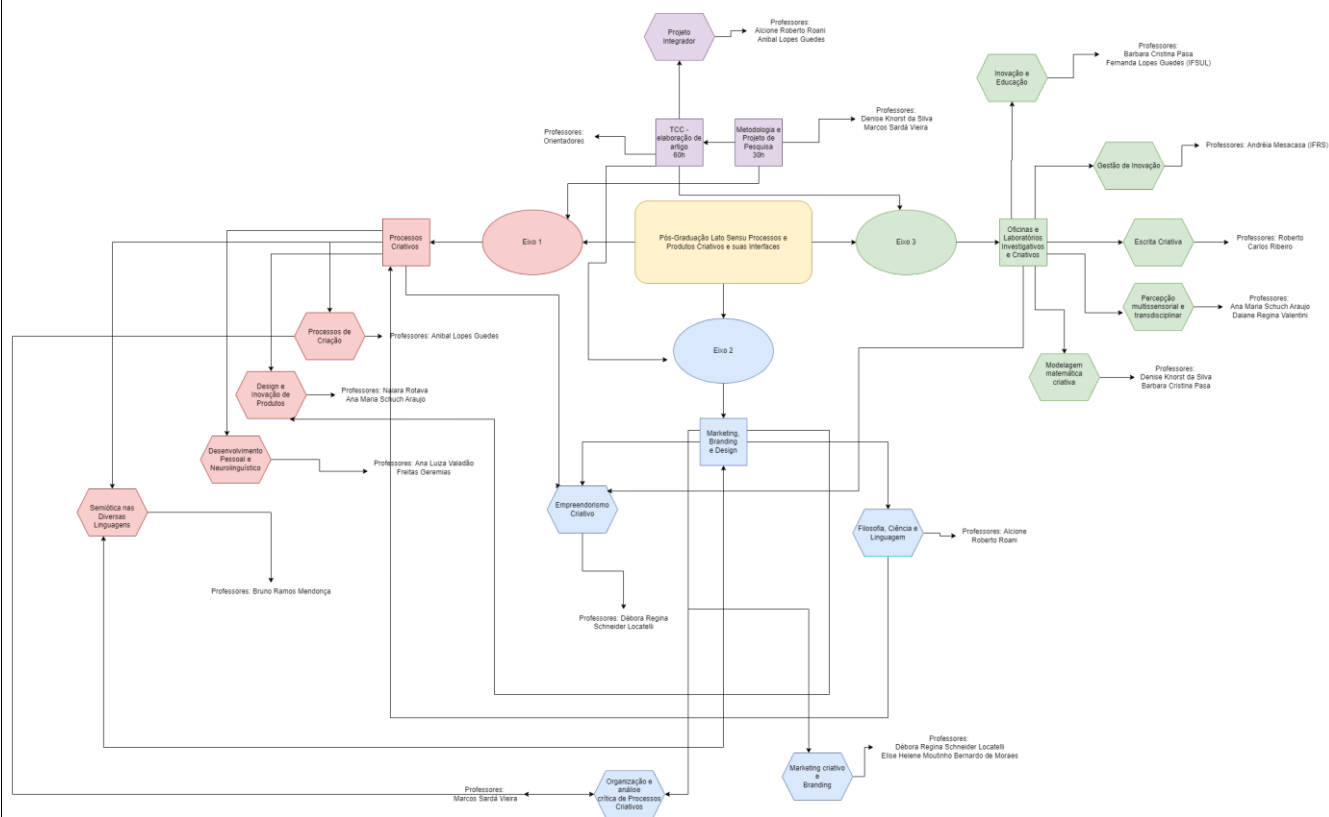 Projeto
Integrador
Professores:
Alcione Roberto Roani
Anibal Lopes Guedes
Inovação e
Educação
Professores:
Barbara Cristina Pasa
Fernanda Lopes Guedes (IFSUL)
Professores:
Orientadores
TCC -
elaboração de
artigo
60h
Metodologia e
Projeto de
Pesquisa
30h
Professores:
Denise Knorst da Silva
Marcos Sardá Vieira
Gestão de Inovação
Professores: Andréia Mesacasa (IFRS)
Processos
Criativos
Eixo 1
Pós-Graduação Lato Sensu Processos e
Produtos Criativos e suas Interfaces
Eixo 3
Oficinas e
Laboratórios
Investigativos
e Criativos
Escrita Criativa
Professores: Roberto
Carlos Ribeiro
Percepção
multissensorial e
transdisciplinar
Professores:
Ana Maria Schuch Araujo
Daiane Regina Valentini
Processos de
Criação
Professores: Anibal Lopes Guedes
Eixo 2
Modelagem
matemática
criativa
Professores:
Denise Knorst da Silva
Barbara Cristina Pasa
Design e
Inovação de
Produtos
Professores: Naiara Rotava
Ana Maria Schuch Araujo
Marketing,
Branding
e Design
Desenvolvimento
Pessoal e
Neurolinguístico
Professores: Ana Luiza Valadão
Freitas Geremias
Semiótica nas
Diversas
Linguagens
Empreendorismo
Criativo
Filosofia, Ciência e
Linguagem
Professores: Alcione
Roberto Roani
Professores: Bruno Ramos Mendonça
Professores: Débora Regina
Schneider Locatelli
Marketing criativo
e
Branding
Professores:
Débora Regina Schneider Locatelli
Elise Helene Moutinho Bernardo de Moraes
Professores:
Marcos Sardá Vieira
Organização e
análise
crítica de Processos
Criativos